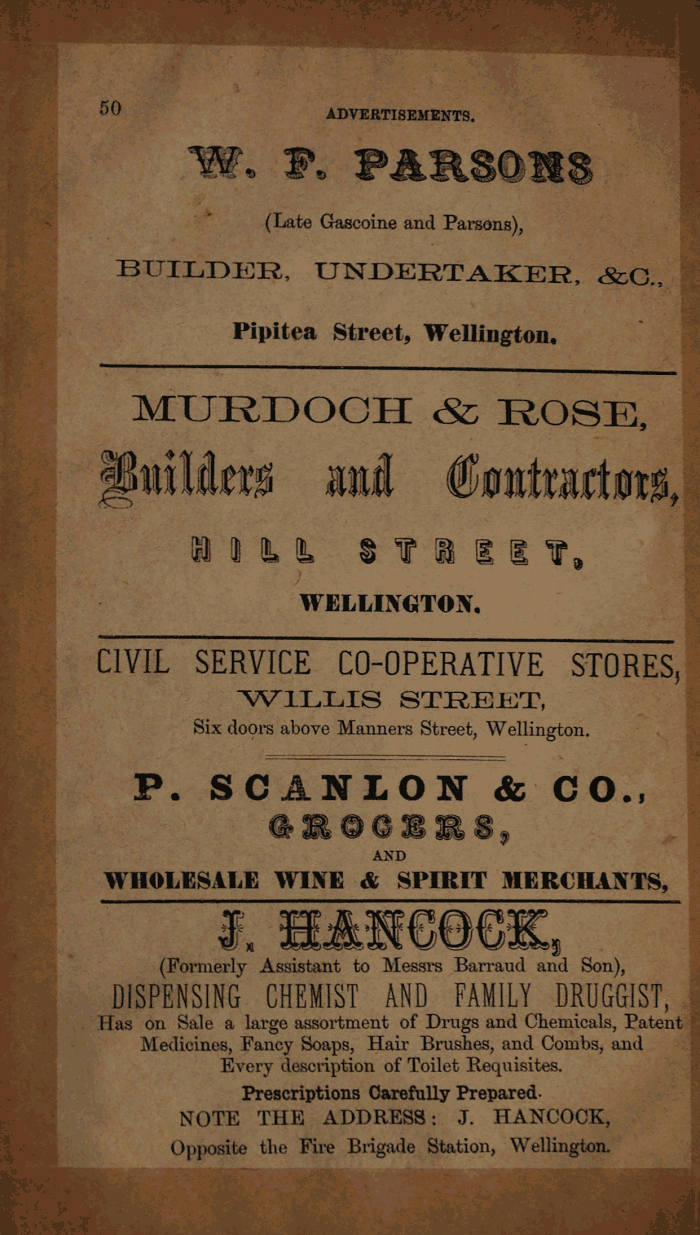 50
ADVERTISEMENTS.
W. F. PARSONS
(Late Gascoine and Parsons),
BUILDER, UNDERTAKER, &C.,
Pipitea Street, Wellington.
MURDOCH & ROSE,
Builders and Contractors,
HILL STREET,
WELLINGTON.
CIVIL SERVICE CO-OPERATIVE STORES,
WILLIS STREET,
Six doors above Manners Street, Wellington.
P. SCANLON & CO.,
GROCERS,
AND
WHOLESALE WINE & SPIRIT MERCHANTS,
J. HANCOCK,
(Formerly Assistant to Messrs Barraud and Son),
DISPENSING CHEMIST AND FAMILY DRUGGIST,
Has on Sale a large assortment of Drugs and Chemicals, Patent
Medicines, Fancy Soaps, Hair Brushes, and Combs, and
Every description of Toilet Requisites.
Prescriptions Carefully Prepared.
NOTE THE ADDRESS: J. HANCOCK,
Opposite the Fire Brigade Station, Wellington.